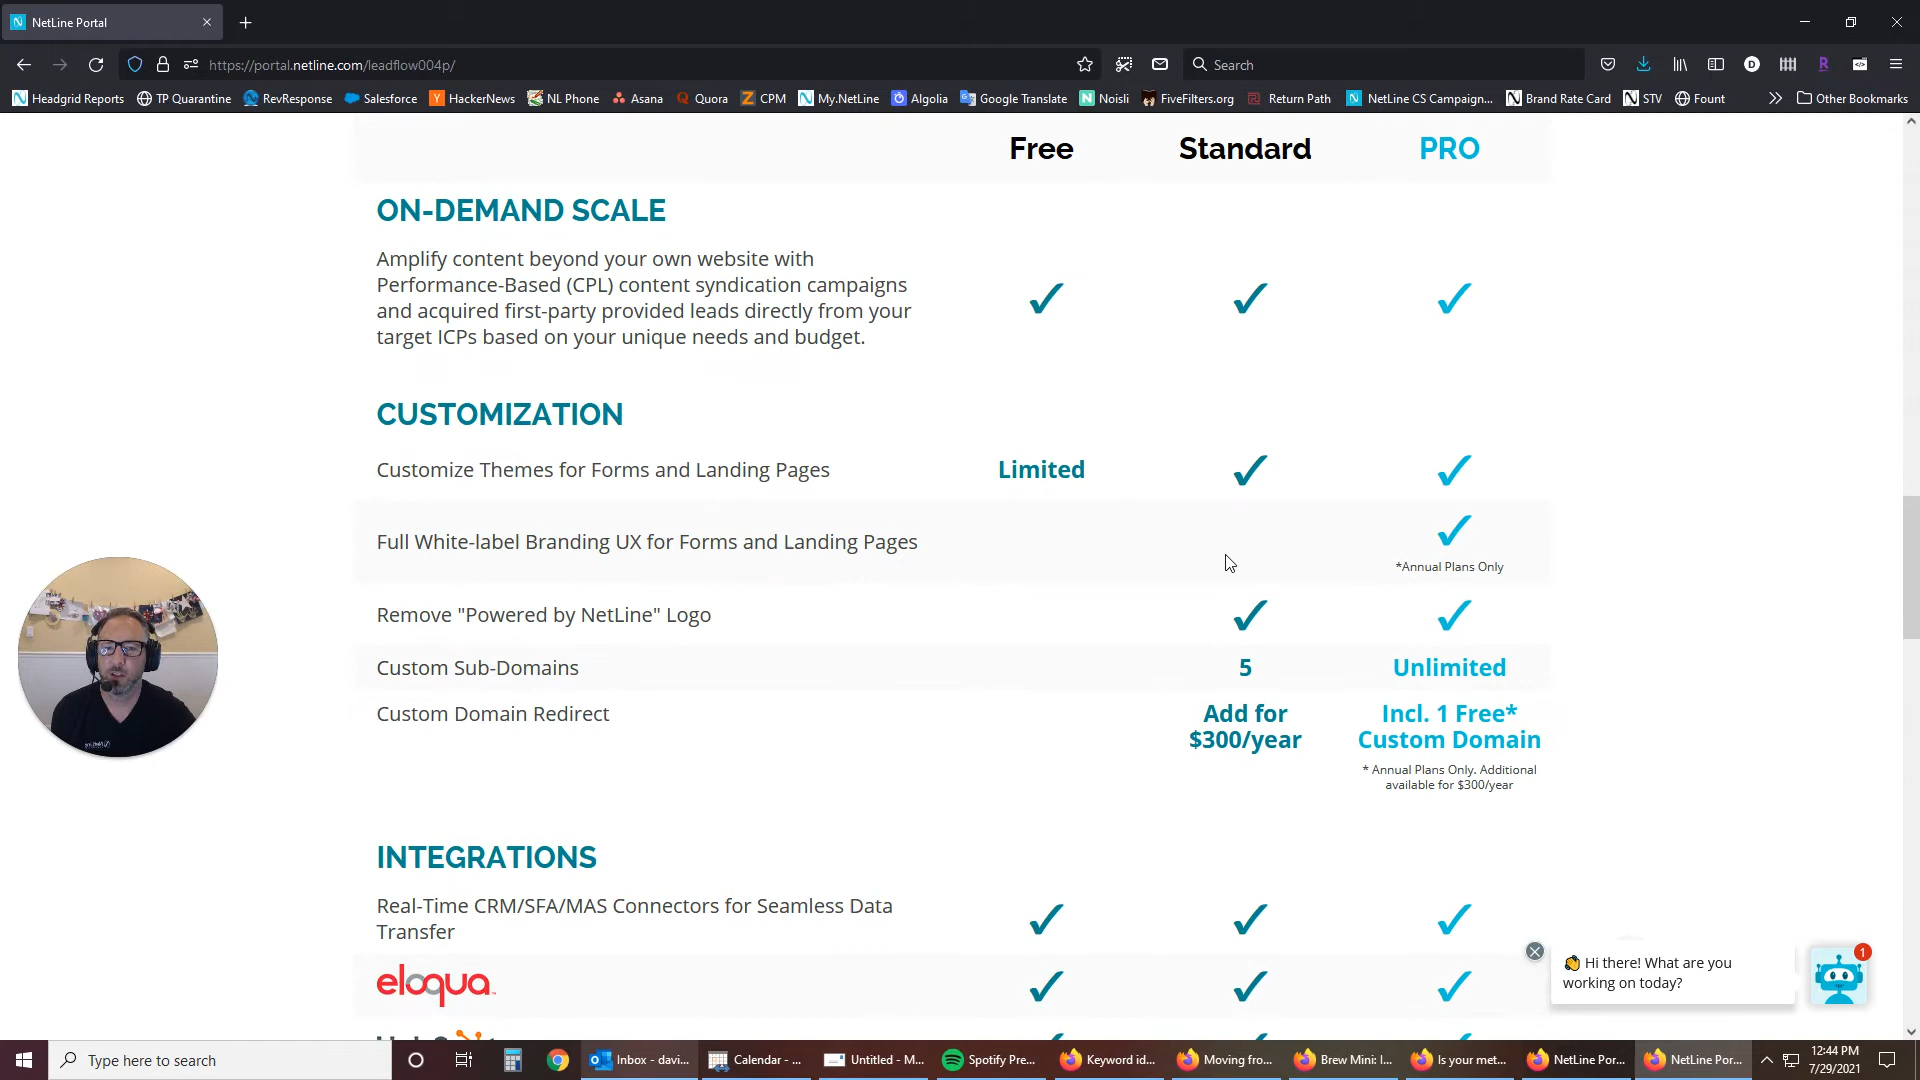 NetLine Portal
https://portal.netline.com/leadflow004p/
Search
Headgrid Reports
TP Quarantine
RevResponse
Salesforce
HackerNews
NL Phone
Asana
Quora
CPM
My.NetLine
Algolia
Google Translate
Noisli
FiveFilters.org
Return Path
NetLine CS Campaign...
Brand Rate Card
STV
Fount
Other Bookmarks
Free
Standard
PRO
ON-DEMAND SCALE
Amplify content beyond your own website with
Performance-Based (CPL) content syndication campaigns
and acquired first-party provided leads directly from your
target ICPs based on your unique needs and budget.
CUSTOMIZATION
Customize Themes for Forms and Landing Pages
Limited
Full White-label Branding UX for Forms and Landing Pages
*Annual Plans Only
Remove "Powered by NetLine" Logo
Custom Sub-Domains
5
Unlimited
Custom Domain Redirect
Add for
$300/year
Incl. 1 Free*
Custom Domain
* Annual Plans Only. Additional
available for $300/year
INTEGRATIONS
Real-Time CRM/SFA/MAS Connectors for Seamless Data
Transfer
eloqua
Hi there! What are you
working on today?
1
Type here to search
Inbox - davi...
Calendar - ...
Untitled - M...
Spotify Pre...
Keyword id...
Moving fro...
Brew Mini: I...
Is your met...
NetLine Por...
NetLine Por...
12:44 PM
7/29/2021